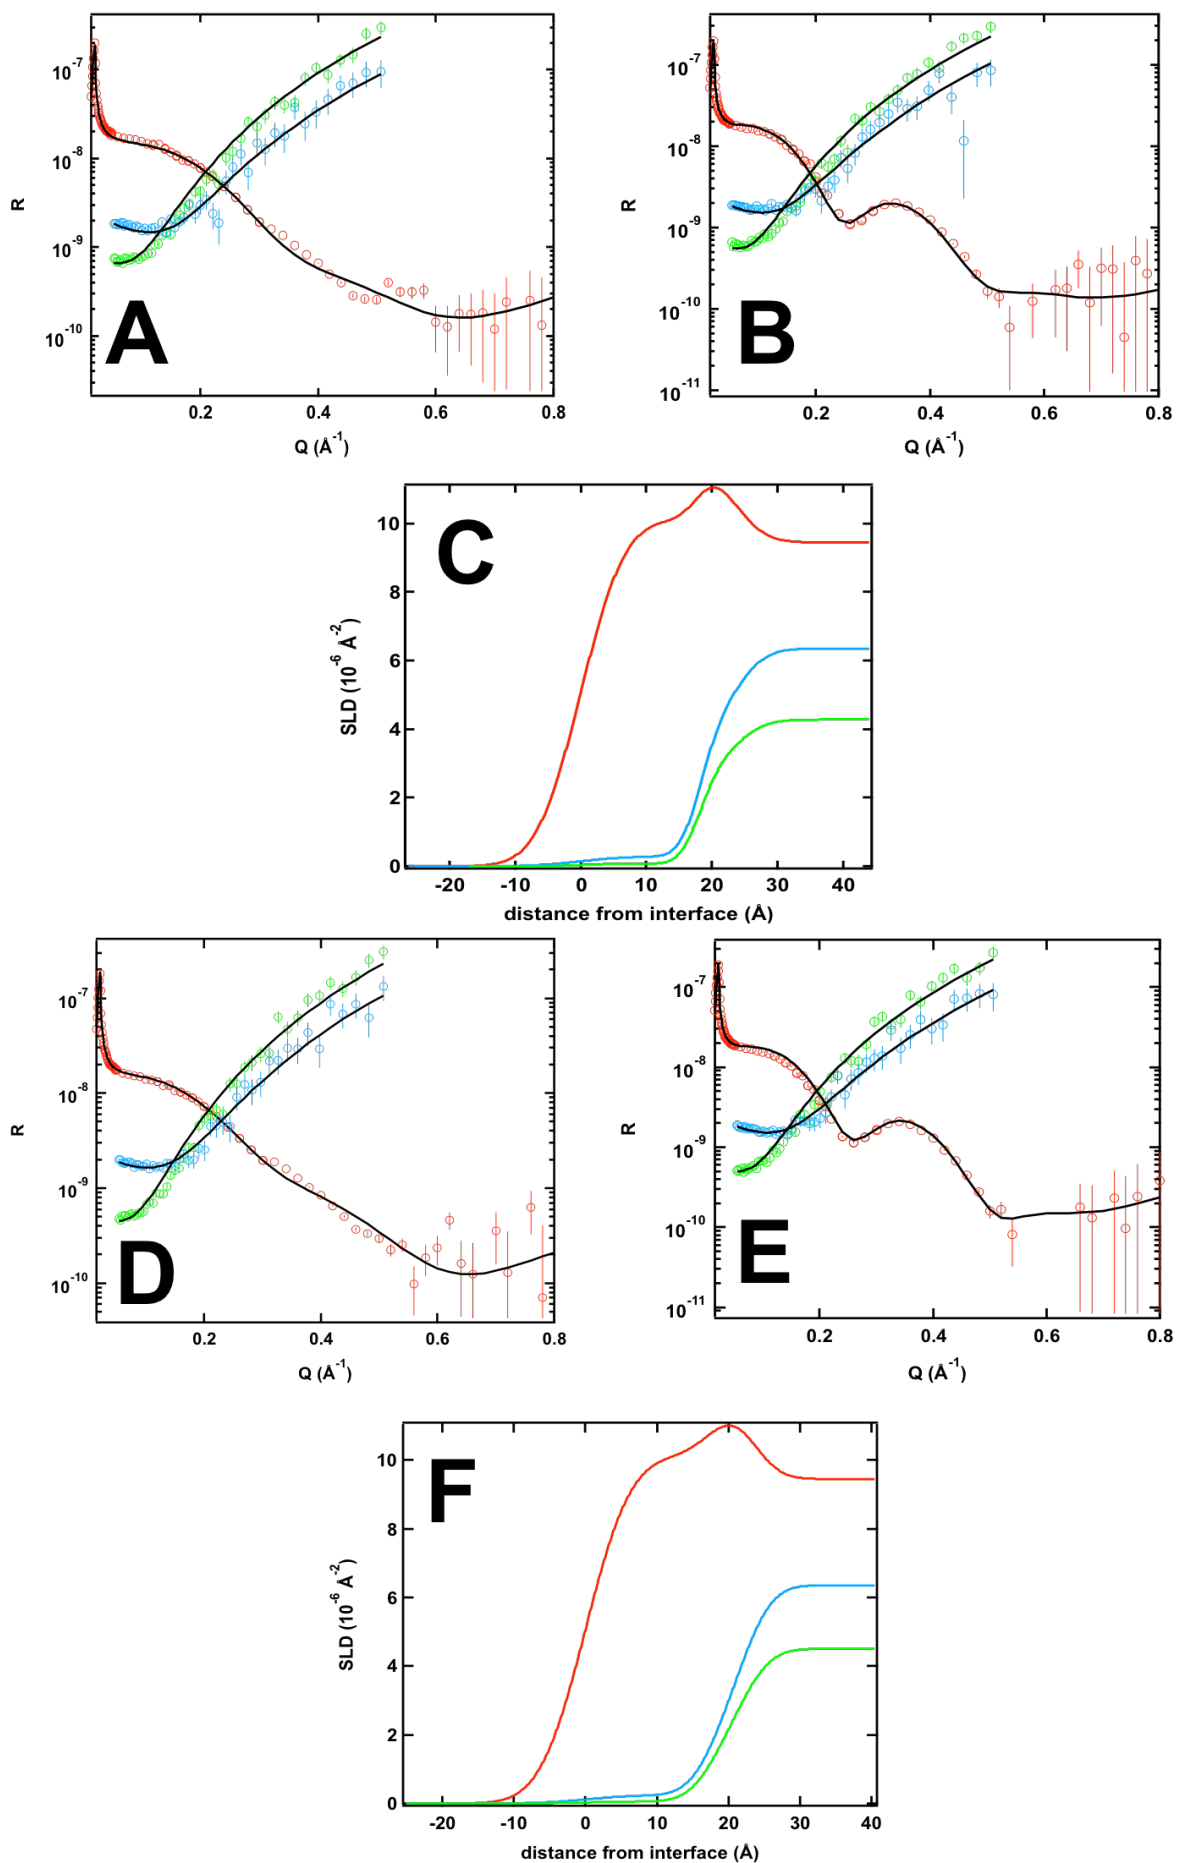 R
10-7
10-8
10-9
10-10
A
0.2 0.4 0.6 0.8
Q (Å-1)
R
10-7
10-8
10-9
10-10
10-11
B
0.2 0.4 0.6 0.8
Q (Å-1)
SLD (10-6 Å-2)
10
8
6
4
2
0
C
-20 -10 0 10 20 30 40
distance from interface (Å)
R
10-7
10-8
10-9
10-10
D
0.2 0.4 0.6 0.8
Q (Å-1)
R
10-7
10-8
10-9
10-10
10-11
E
0.2 0.4 0.6 0.8
Q (Å-1)
SLD (10-6 Å-2)
10
8
6
4
2
0
F
-20 -10 0 10 20 30 40
distance from interface (Å)